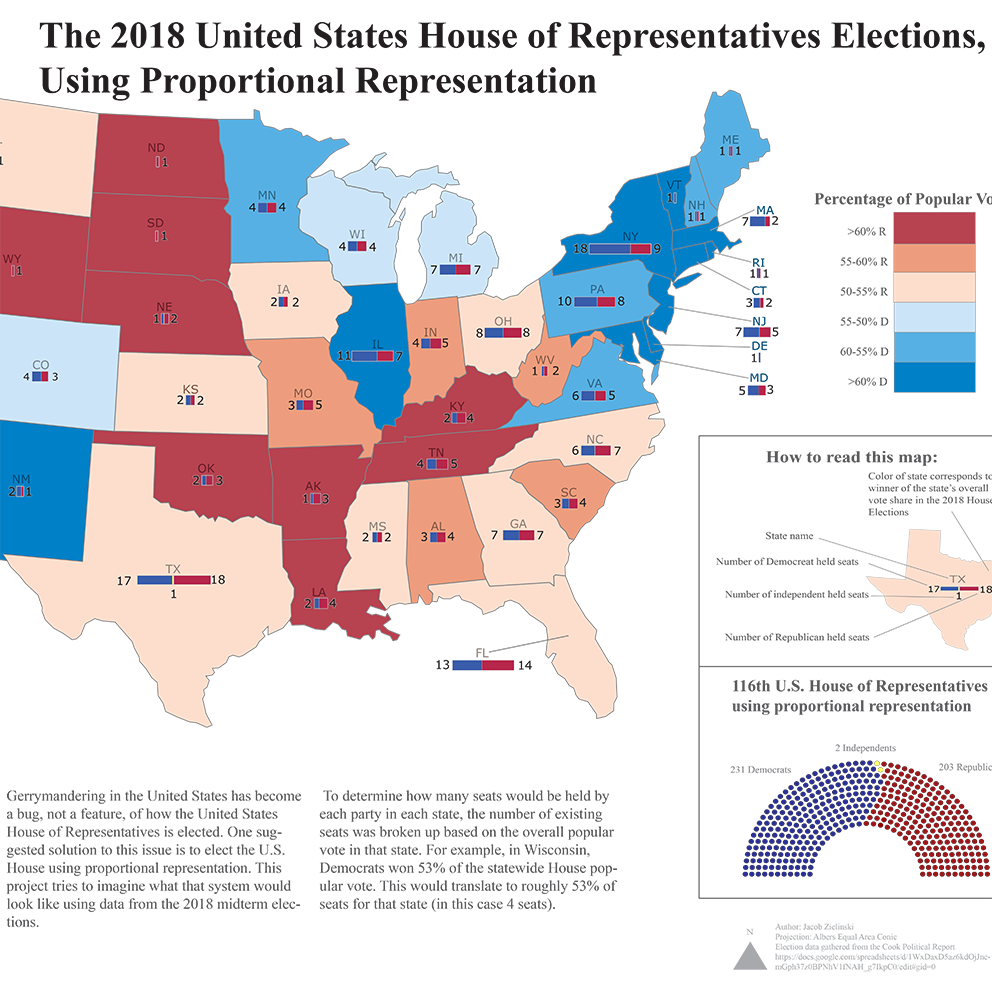 The 2018 United States House of Representatives Elections,
Using Proportional Representation
ND
1
MN
4 4
SD
1
WY
1
NE
1 2
WI
4 4
MI
7 7
ME
1 1
VT
1
NH
1 1
MA
7 2
NY
18 9
RI
1 1
CT
3 2
NJ
7 5
DE
1
MD
5 3
PA
10 8
IA
2 2
IL
11 7
IN
4 5
OH
8 8
WV
1 2
VA
6 5
CO
4 3
KS
2 2
MO
3 5
KY
2 4
NM
2 1
OK
2 3
AK
1 3
TN
4 5
NC
6 7
SC
3 4
MS
2 2
AL
3 4
GA
7 7
TX
17 18
1
LA
2 4
FL
13 14
Percentage of Popular Vo
>60% R
55-60% R
50-55% R
55-50% D
60-55% D
>60% D
How to read this map:
Color of state corresponds to
winner of the state's overall
vote share in the 2018 House
Elections
State name
Number of Democreat held seats
Number of independent held seats
Number of Republican held seats
TX
17 18
1
116th U.S. House of Representatives
using proportional representation
2 Independents
231 Democrats
203 Republic
Gerrymandering in the United States has become
a bug, not a feature, of how the United States
House of Representatives is elected. One sug-
gested solution to this issue is to elect the U.S.
House using proportional representation. This
project tries to imagine what that system would
look like using data from the 2018 midterm elec-
tions.
To determine how many seats would be held by
each party in each state, the number of existing
seats was broken up based on the overall popular
vote in that state. For example, in Wisconsin,
Democrats won 53% of the statewide House pop-
ular vote. This would translate to roughly 53% of
seats for that state (in this case 4 seats).
N
Author: Jacob Zielinski
Projection: Albers Equal Area Conic
Election data gathered from the Cook Political Report